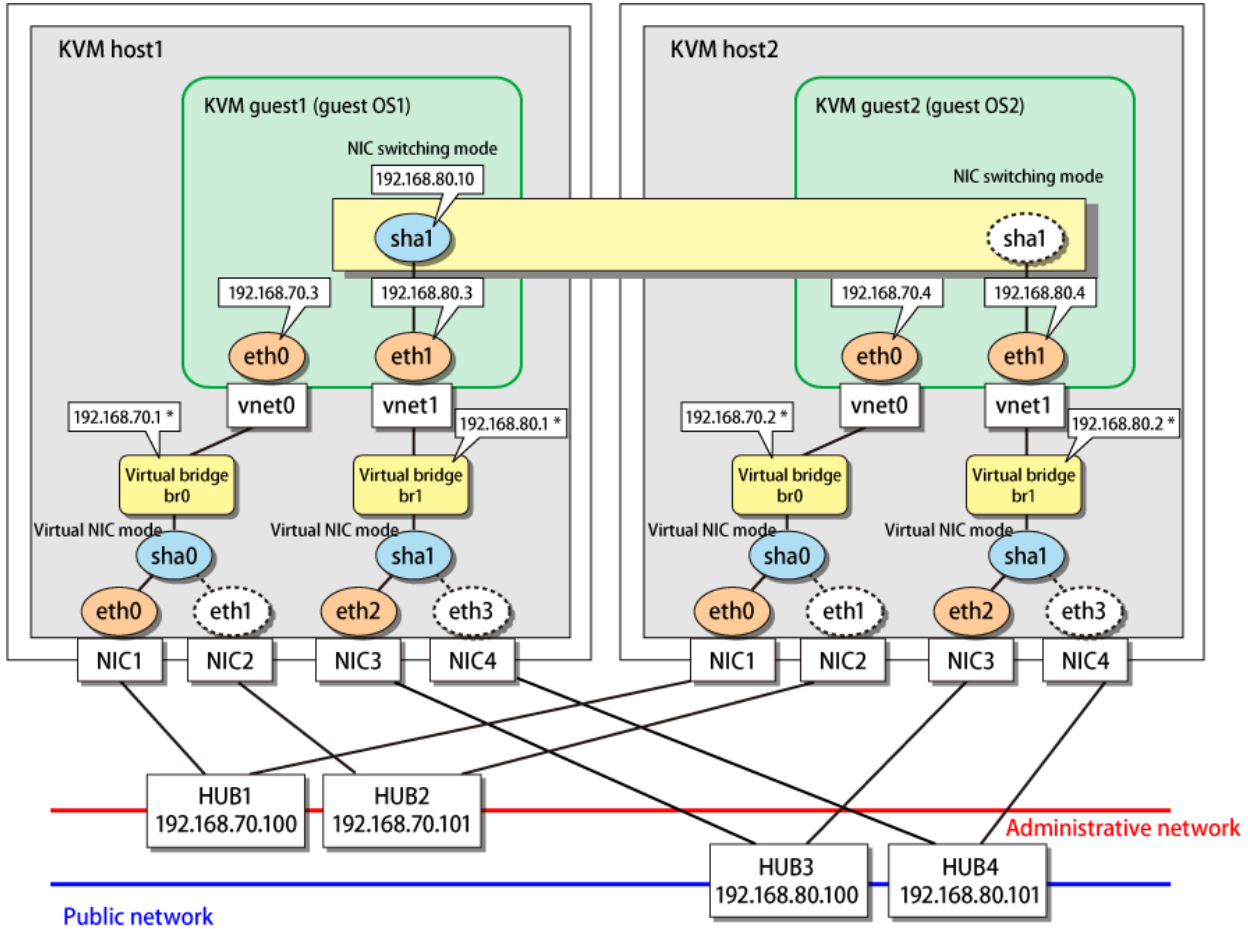 KVM host1
KVM guest1 (guest OS1)
NIC switching mode
192.168.80.10
sha1
192.168.70.3
192.168.80.3
eth0
eth1
vnet0
vnet1
192.168.70.1 *
192.168.80.1 *
Virtual bridge
br0
Virtual bridge
br1
Virtual NIC mode
sha0
Virtual NIC mode
sha1
eth0
eth1
eth2
eth3
NIC1
NIC2
NIC3
NIC4
KVM host2
KVM guest2 (guest OS2)
NIC switching mode
sha1
192.168.70.4
192.168.80.4
eth0
eth1
vnet0
vnet1
192.168.70.2 *
192.168.80.2 *
Virtual bridge
br0
Virtual bridge
br1
Virtual NIC mode
sha0
Virtual NIC mode
sha1
eth0
eth1
eth2
eth3
NIC1
NIC2
NIC3
NIC4
HUB1
192.168.70.100
HUB2
192.168.70.101
Administrative network
HUB3
192.168.80.100
HUB4
192.168.80.101
Public network